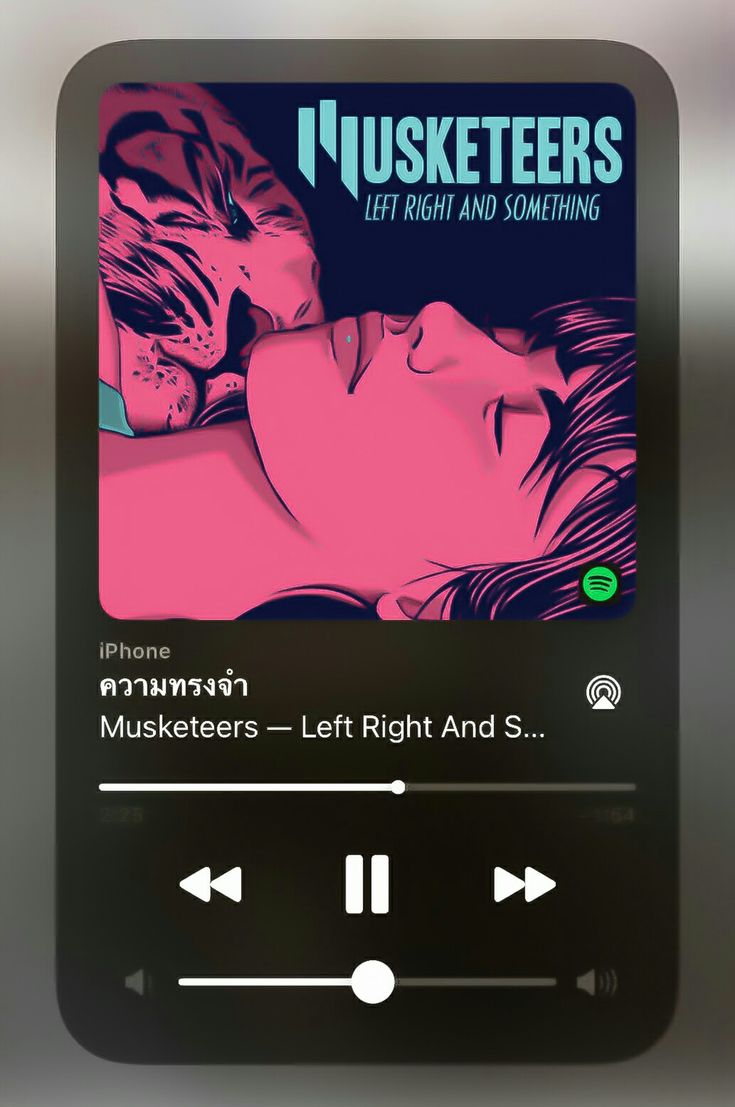 MUSKETEERS
LEFT RIGHT AND SOMETHING
iPhone
ความทรงจำ
Musketeers — Left Right And S...